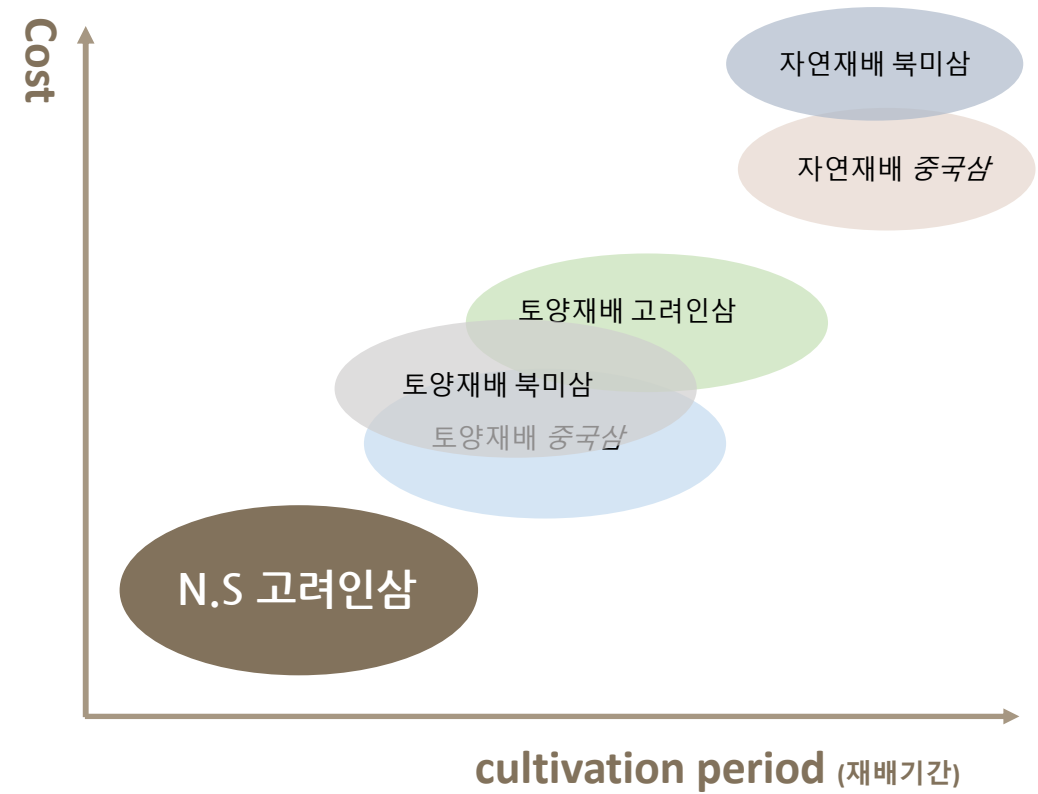 Cost
자연재배 북미삼
자연재배 중국삼
토양재배 고려인삼
토양재배 북미삼
토양재배 중국삼
N.S 고려인삼
cultivation period (재배기간)